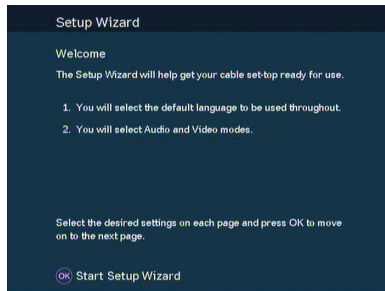 Setup Wizard
Welcome
The Setup Wizard will help get your cable set-top ready for use.
1. You will select the default language to be used throughout.
2. You will select Audio and Video modes.
Select the desired settings on each page and press OK to move
on to the next page.
OK Start Setup Wizard